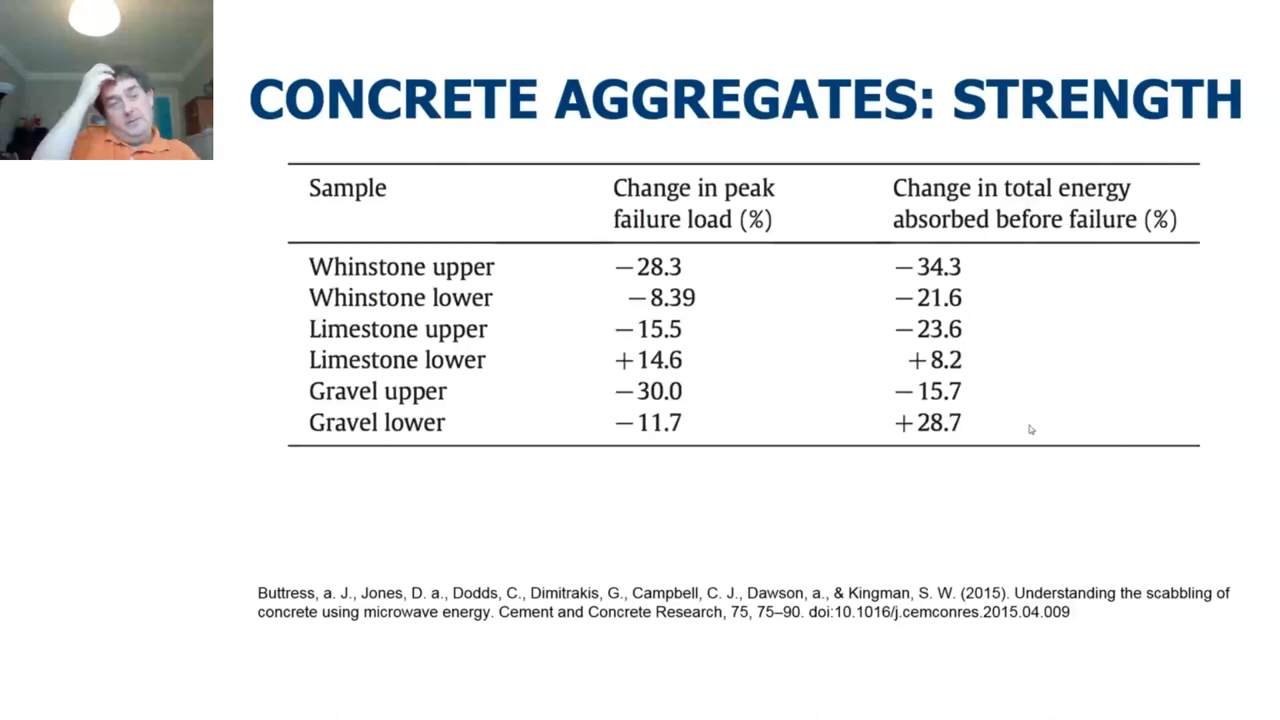 CONCRETE AGGREGATES: STRENGTH
Sample Change in peak failure load (%) Change in total energy absorbed before failure (%)
Whinstone upper −28.3 −34.3
Whinstone lower −8.39 −21.6
Limestone upper −15.5 −23.6
Limestone lower +14.6 +8.2
Gravel upper −30.0 −15.7
Gravel lower −11.7 +28.7
Buttress, a. J., Jones, D. a., Dodds, C., Dimitrakis, G., Campbell, C. J., Dawson, a., & Kingman, S. W. (2015). Understanding the scabbling of
concrete using microwave energy. Cement and Concrete Research, 75, 75–90. doi:10.1016/j.cemconres.2015.04.009